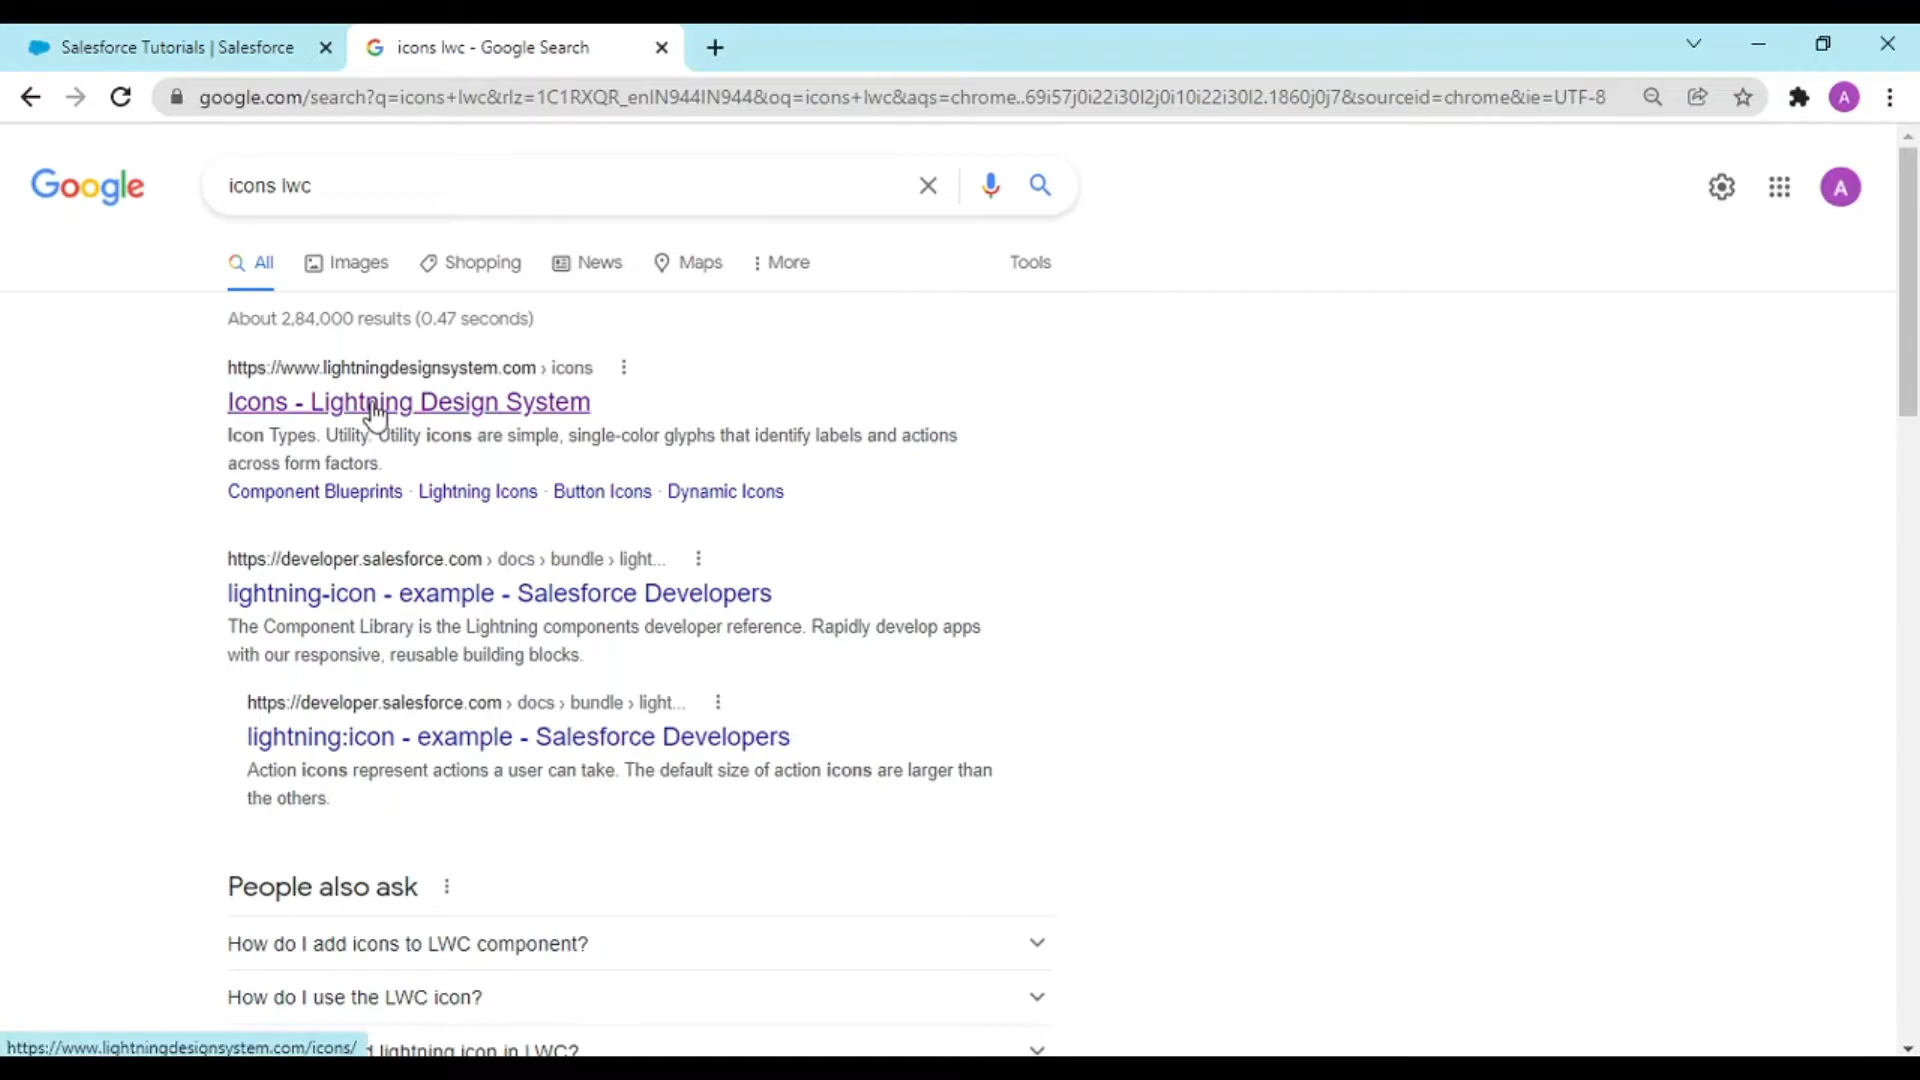 Salesforce Tutorials | Salesforce
icons lwc - Google Search
google.com/search?q=icons+lwc&rlz=1C1RXQR_enIN944IN944&oq=icons+lwc&aqs=chrome..69i57j0i22i30l2j0i10i22i30l2.1860j0j7&sourceid=chrome&ie=UTF-8
A
Google
icons lwc
A
All Images Shopping News Maps More Tools
About 2,84,000 results (0.47 seconds)
https://www.lightningdesignsystem.com › icons
Icons - Lightning Design System
Icon Types. Utility. Utility icons are simple, single-color glyphs that identify labels and actions
across form factors.
Component Blueprints · Lightning Icons · Button Icons · Dynamic Icons
https://developer.salesforce.com › docs › bundle › light...
lightning-icon - example - Salesforce Developers
The Component Library is the Lightning components developer reference. Rapidly develop apps
with our responsive, reusable building blocks.
https://developer.salesforce.com › docs › bundle › light...
lightning:icon - example - Salesforce Developers
Action icons represent actions a user can take. The default size of action icons are larger than
the others.
People also ask
How do I add icons to LWC component?
How do I use the LWC icon?
https://www.lightningdesignsystem.com/icons/
lightning icon in LWC?